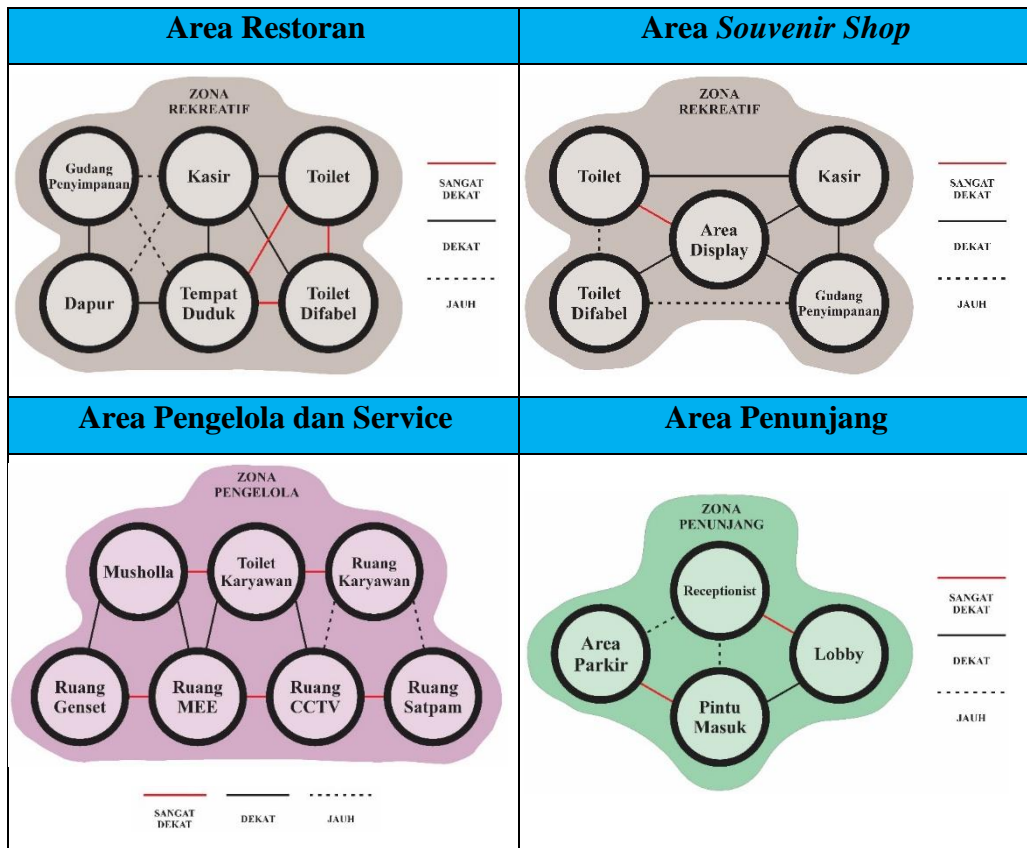 Area Restoran
ZONA
REKREATIF
Gudang
Penyimpanan
Kasir
Toilet
Dapur
Tempat
Duduk
Toilet
Difabel
SANGAT
DEKAT
DEKAT
JAUH
Area Souvenir Shop
ZONA
REKREATIF
Toilet
Kasir
Area
Display
Toilet
Difabel
Gudang
Penyimpanan
SANGAT
DEKAT
DEKAT
JAUH
Area Pengelola dan Service
ZONA
PENGELOLA
Musholla
Toilet
Karyawan
Ruang
Karyawan
Ruang
Genset
Ruang
MEE
Ruang
CCTV
Ruang
Satpam
SANGAT
DEKAT
DEKAT
JAUH
Area Penunjang
ZONA
PENUNJANG
Receptionist
Area
Parkir
Lobby
Pintu
Masuk
SANGAT
DEKAT
DEKAT
JAUH